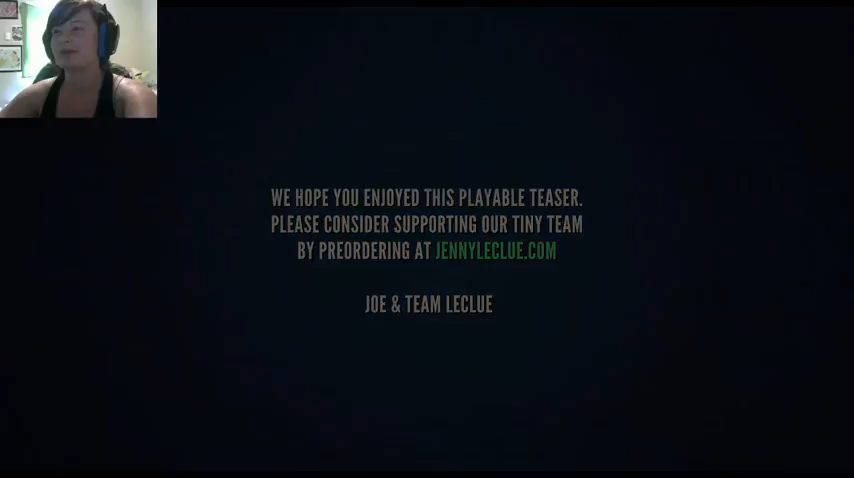 WE HOPE YOU ENJOYED THIS PLAYABLE TEASER.
PLEASE CONSIDER SUPPORTING OUR TINY TEAM
BY PREORDERING AT JENNYLECLUE.COM
JOE & TEAM LECLUE